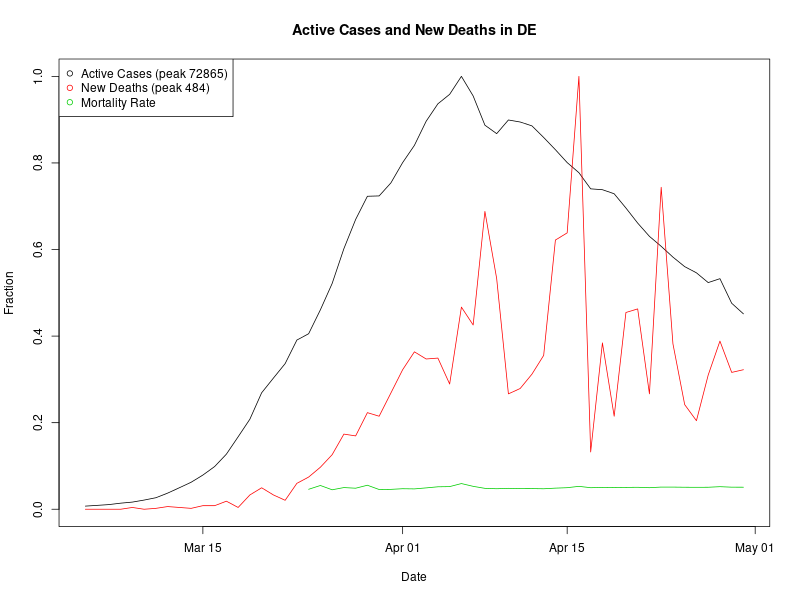 Active Cases and New Deaths in DE
Active Cases (peak 72865)
New Deaths (peak 484)
Mortality Rate
1.0
0.8
0.6
0.4
0.2
0.0
Fraction
Mar 15
Apr 01
Apr 15
May 01
Date